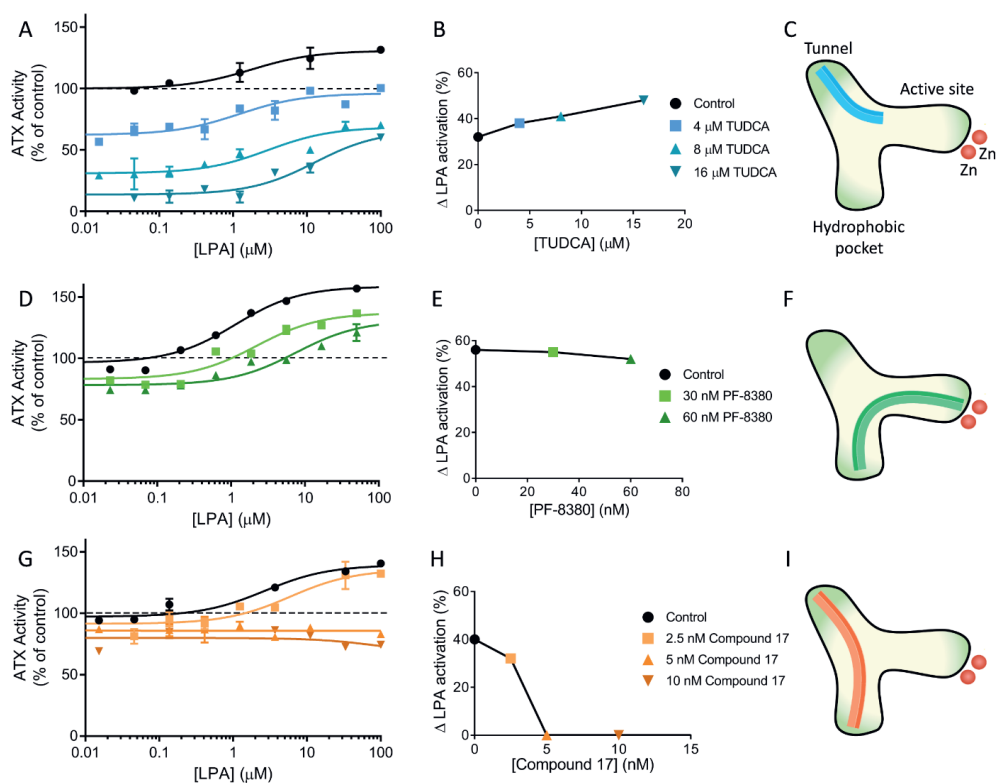 A
ATX Activity
(% of control)
150
100
50
0
0.01
0.1
1
10
100
[LPA] (µM)
B
Δ LPA activation (%)
60
40
20
0
0
5
10
15
20
[TUDCA] (µM)
Control
4 µM TUDCA
8 µM TUDCA
16 µM TUDCA
C
Tunnel
Active site
Zn
Zn
Hydrophobic
pocket
D
ATX Activity
(% of control)
150
100
50
0
0.01
0.1
1
10
100
[LPA] (µM)
E
Δ LPA activation (%)
60
40
20
0
0
20
40
60
80
[PF-8380] (nM)
Control
30 nM PF-8380
60 nM PF-8380
F
G
ATX Activity
(% of control)
150
100
50
0
0.01
0.1
1
10
100
[LPA] (µM)
H
Δ LPA activation (%)
60
40
20
0
0
5
10
15
[Compound 17] (nM)
Control
2.5 nM Compound 17
5 nM Compound 17
10 nM Compound 17
I